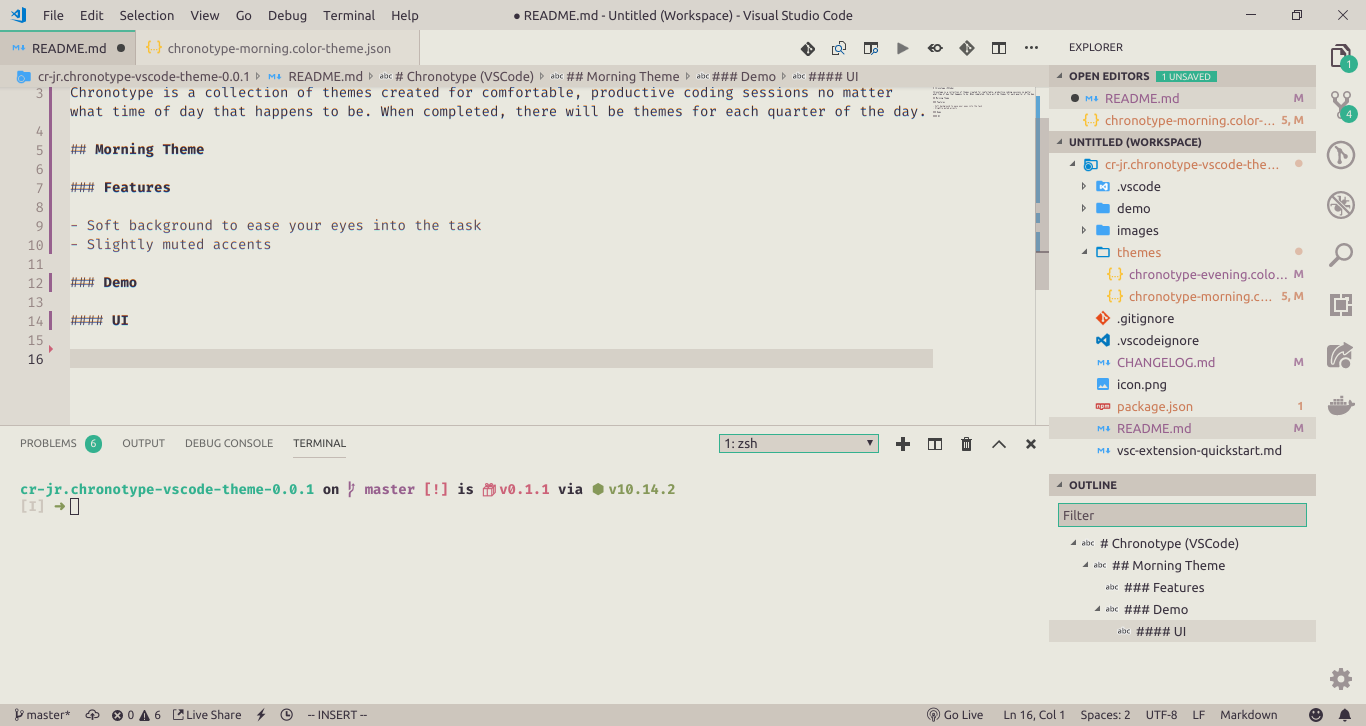 File Edit Selection View Go Debug Terminal Help ● README.md - Untitled (Workspace) - Visual Studio Code
README.md ● {..} chronotype-morning.color-theme.json
cr-jr.chronotype-vscode-theme-0.0.1 README.md abc # Chronotype (VSCode) abc ## Morning Theme abc ### Demo abc #### UI
3 Chronotype is a collection of themes created for comfortable, productive coding sessions no matter
what time of day that happens to be. When completed, there will be themes for each quarter of the day.
4
5 ## Morning Theme
6
7 ### Features
8
9 - Soft background to ease your eyes into the task
10 - Slightly muted accents
11
12 ### Demo
13
14 #### UI
15
16
PROBLEMS 6 OUTPUT DEBUG CONSOLE TERMINAL 1: zsh
cr-jr.chronotype-vscode-theme-0.0.1 on master [!] is v0.1.1 via v10.14.2
[I] ➜
EXPLORER
OPEN EDITORS 1 UNSAVED
● README.md M
{..} chronotype-morning.color-... 5, M
UNTITLED (WORKSPACE)
cr-jr.chronotype-vscode-the...
.vscode
demo
images
themes
{..} chronotype-evening.colo... M
{..} chronotype-morning.c... 5, M
.gitignore
.vscodeignore
CHANGELOG.md M
icon.png
npm package.json 1
README.md M
vsc-extension-quickstart.md
OUTLINE
Filter
abc # Chronotype (VSCode)
abc ## Morning Theme
abc ### Features
abc ### Demo
abc #### UI
1
4
master* 0 6 Live Share -- INSERT -- Go Live Ln 16, Col 1 Spaces: 2 UTF-8 LF Markdown